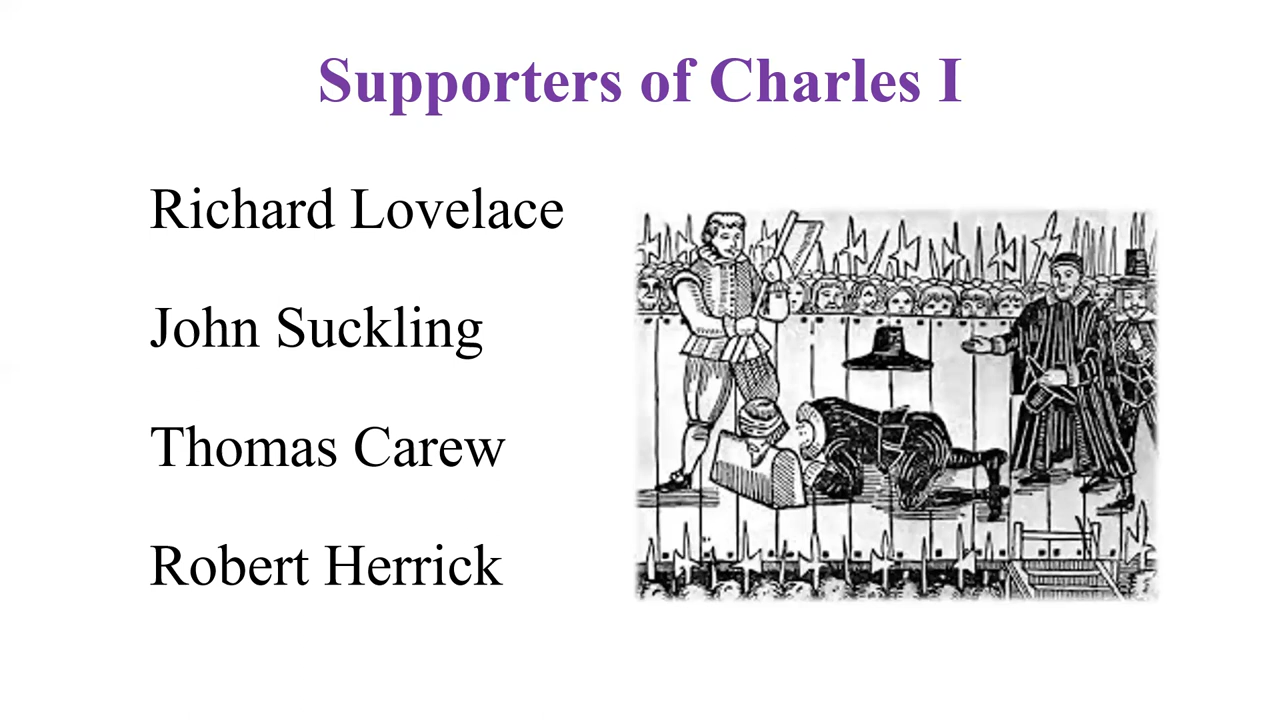 Supporters of Charles I
Richard Lovelace
John Suckling
Thomas Carew
Robert Herrick